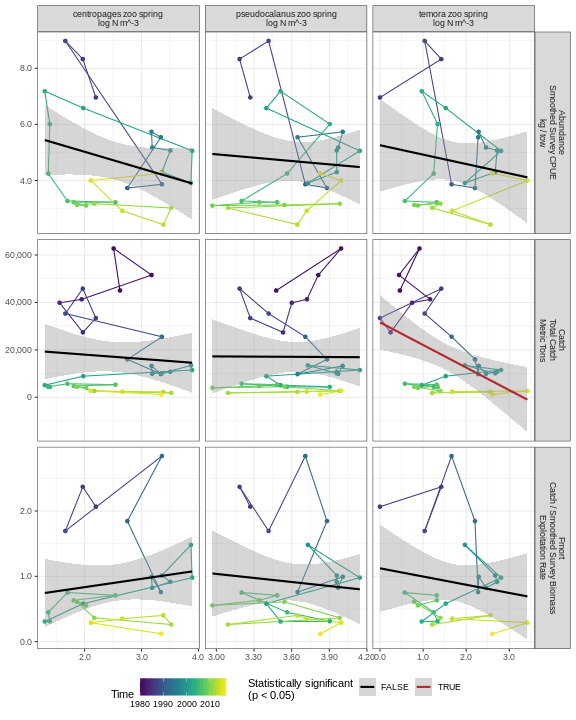 centropages zoo spring
log N m^-3
pseudocalanus zoo spring
log N m^-3
temora zoo spring
log N m^-3
8.0
6.0
4.0
Abundance
Smoothed Survey CPUE
kg / tow
60,000
40,000
20,000
0
Catch
Total Catch
Metric Tons
2.0
1.0
0.0
Fmort
Catch / Smoothed Survey Biomass
Exploitation Rate
2.0 3.0 4.0
3.00 3.40 3.80 4.20
0.0 1.0 2.0 3.0
Time
1980 1990 2000 2010
Statistically significant
(p < 0.05)
FALSE
TRUE